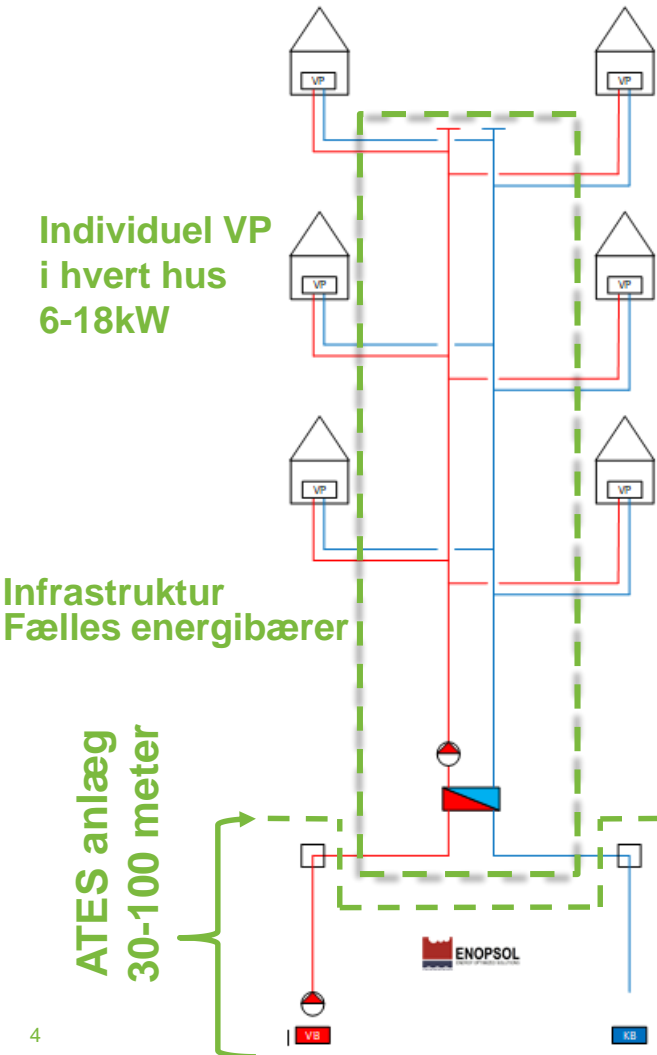 VP
VP
Individuel VP
i hvert hus
6-18kW
VP
VP
VP
VP
Infrastruktur
Fælles energibærer
ATES anlæg
30-100 meter
ENOPSOL
4
VB
KB